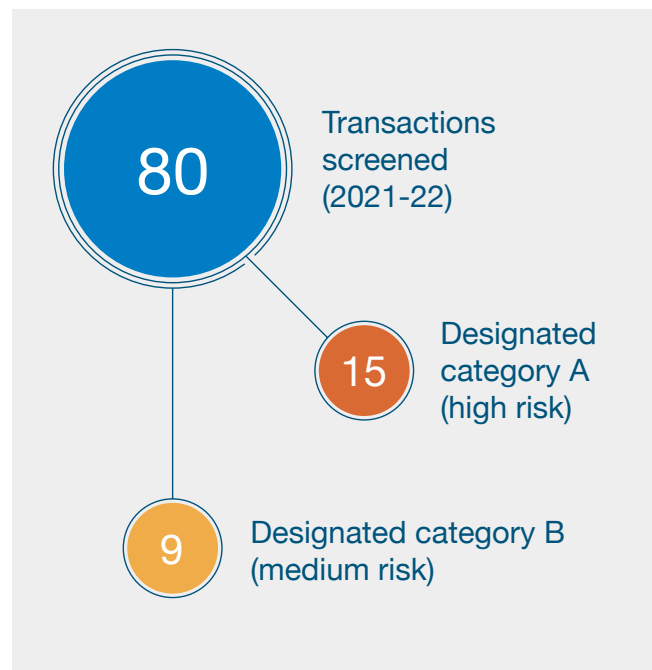 80
Transactions
screened
(2021-22)
15
Designated
category A
(high risk)
9
Designated category B
(medium risk)